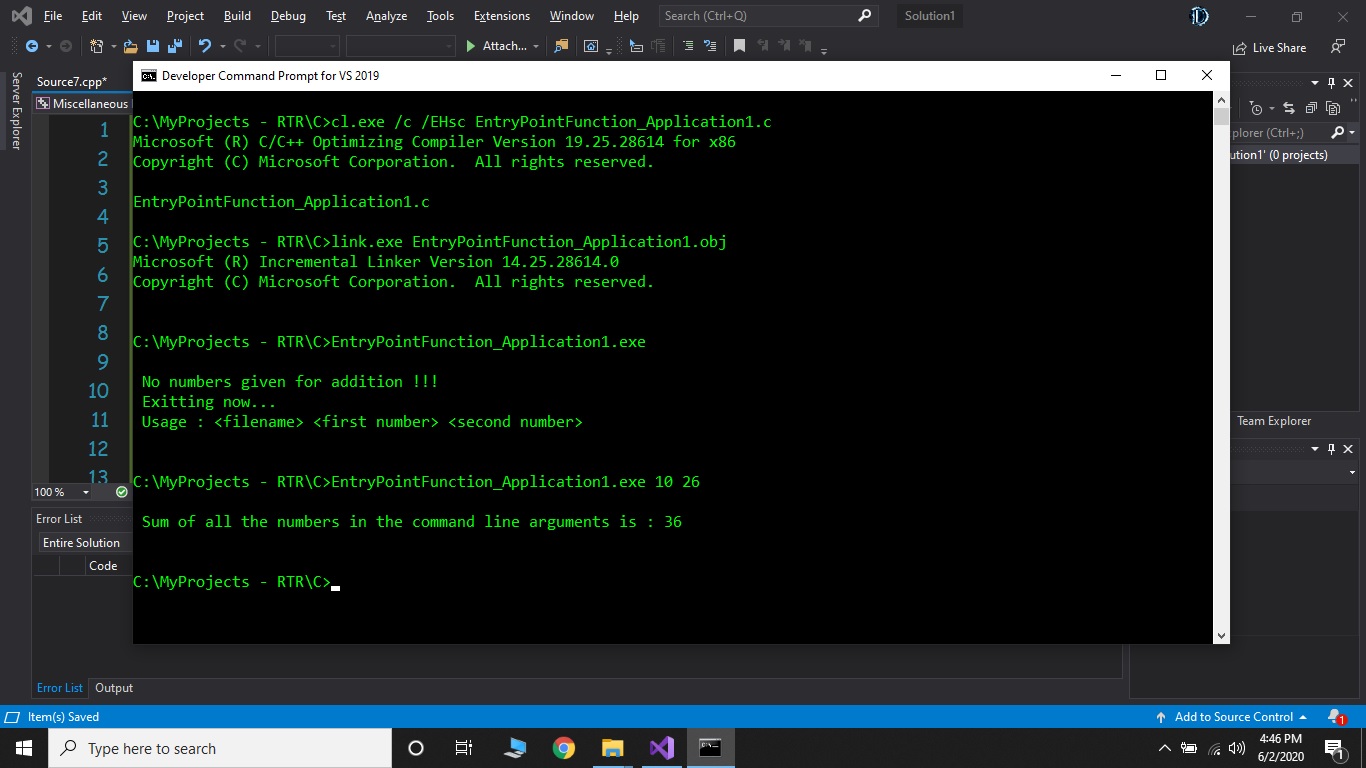 File Edit View Project Build Debug Test Analyze Tools Extensions Window Help Search (Ctrl+Q) Solution1
Attach... Live Share
Server Explorer
Source7.cpp*
Miscellaneous
1
2
3
4
5
6
7
8
9
10
11
12
13
100 %
Developer Command Prompt for VS 2019
C:\MyProjects - RTR\C>cl.exe /c /EHsc EntryPointFunction_Application1.c
Microsoft (R) C/C++ Optimizing Compiler Version 19.25.28614 for x86
Copyright (C) Microsoft Corporation.  All rights reserved.
EntryPointFunction_Application1.c
C:\MyProjects - RTR\C>link.exe EntryPointFunction_Application1.obj
Microsoft (R) Incremental Linker Version 14.25.28614.0
Copyright (C) Microsoft Corporation.  All rights reserved.
C:\MyProjects - RTR\C>EntryPointFunction_Application1.exe
No numbers given for addition !!!
Exitting now...
Usage : <filename> <first number> <second number>
C:\MyProjects - RTR\C>EntryPointFunction_Application1.exe 10 26
Sum of all the numbers in the command line arguments is : 36
C:\MyProjects - RTR\C>
plorer (Ctrl+;)
ution1' (0 projects)
Team Explorer
Error List
Entire Solution
Code
Error List Output
Item(s) Saved Add to Source Control 1
Type here to search
4:46 PM
6/2/2020
1